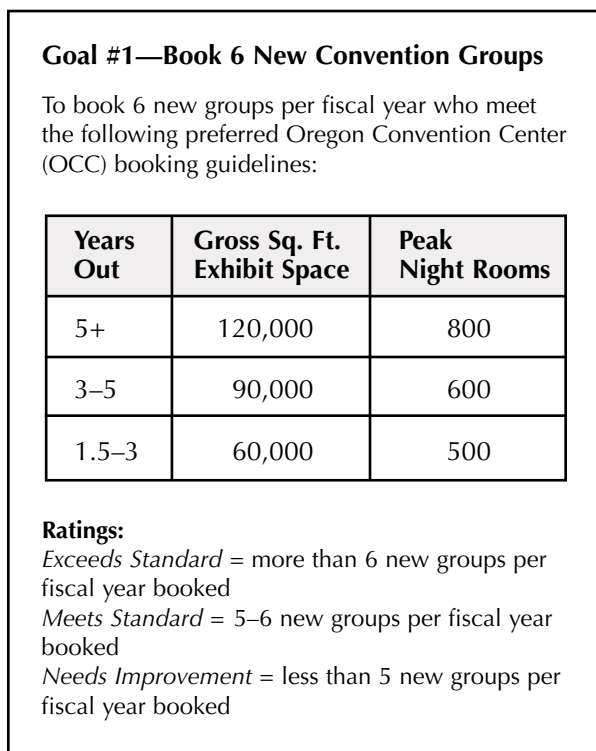 Goal #1—Book 6 New Convention Groups
To book 6 new groups per fiscal year who meet
the following preferred Oregon Convention Center
(OCC) booking guidelines:
Years Out Gross Sq. Ft. Exhibit Space Peak Night Rooms
5+ 120,000 800
3–5 90,000 600
1.5–3 60,000 500
Ratings:
Exceeds Standard = more than 6 new groups per
fiscal year booked
Meets Standard = 5–6 new groups per fiscal year
booked
Needs Improvement = less than 5 new groups per
fiscal year booked